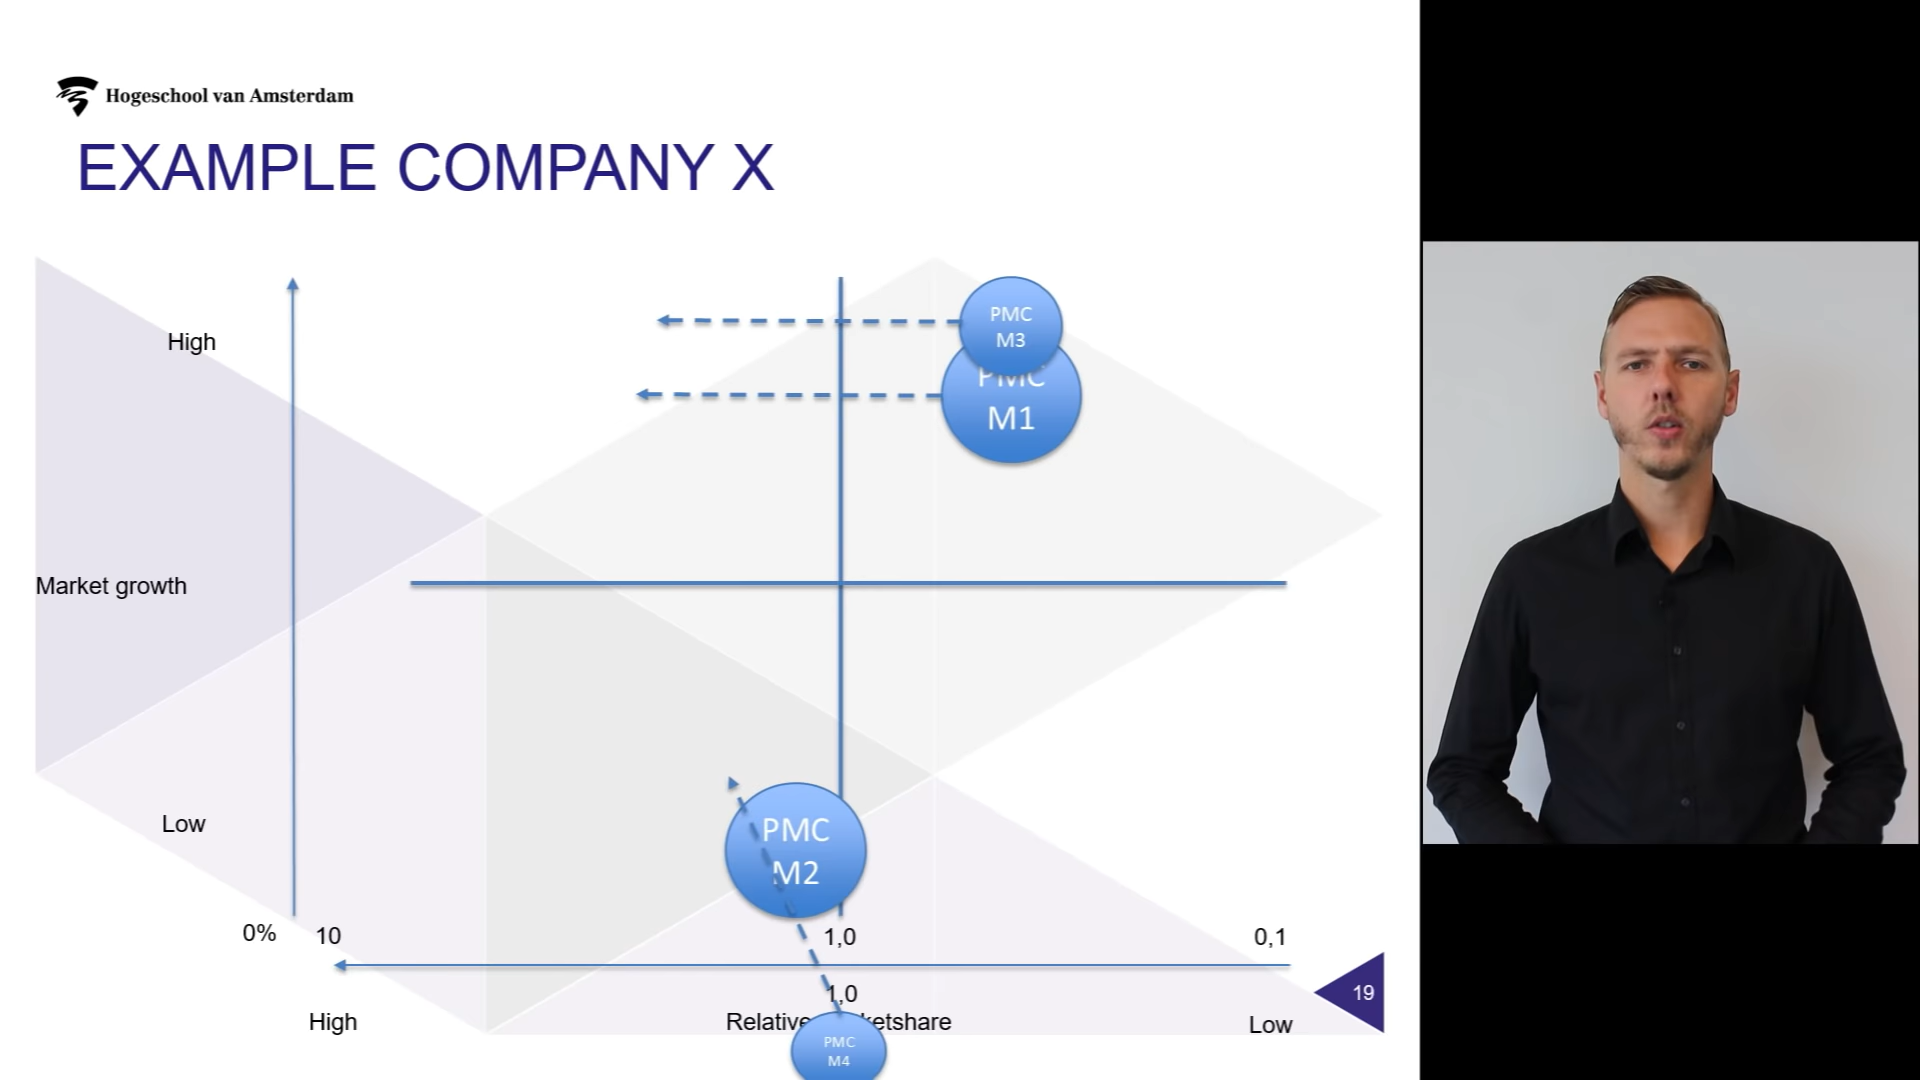 Hogeschool van Amsterdam
EXAMPLE COMPANY X
High
PMC
M3
PMC
M1
Market growth
Low
PMC
M2
0%
10
1,0
0,1
1,0
19
High
Relative
ketshare
Low
PMC
M4